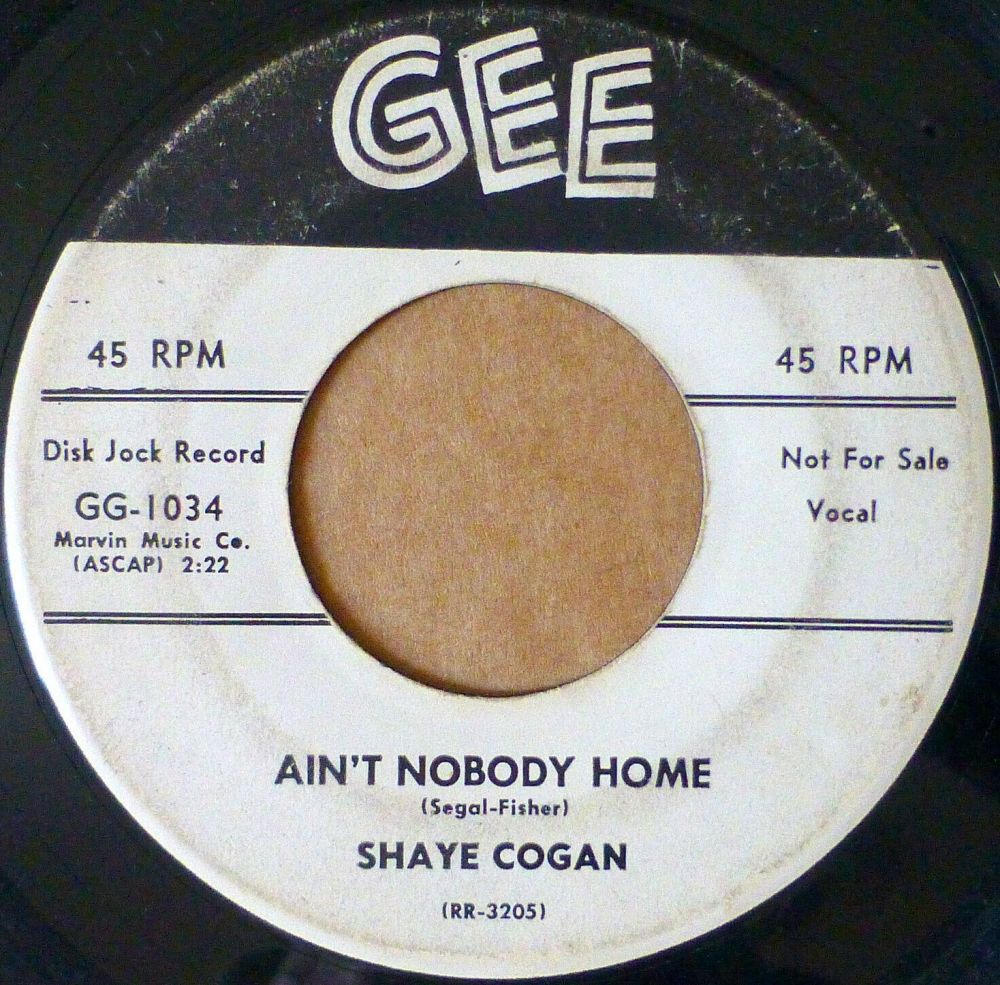 GEE
45 RPM
45 RPM
Disk Jock Record
GG-1034
Marvin Music Co.
(ASCAP) 2:22
Not For Sale
Vocal
AIN'T NOBODY HOME
(Segal-Fisher)
SHAYE COGAN
(RR-3205)